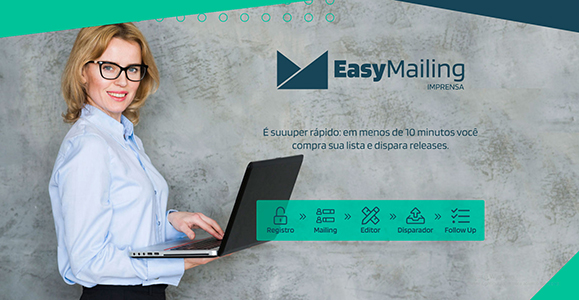 EasyMailing
IMPRENSA
É suuuper rápido: em menos de 10 minutos você
compra sua lista e dispara releases.
Registro
Mailing
Editor
Disparador
Follow Up